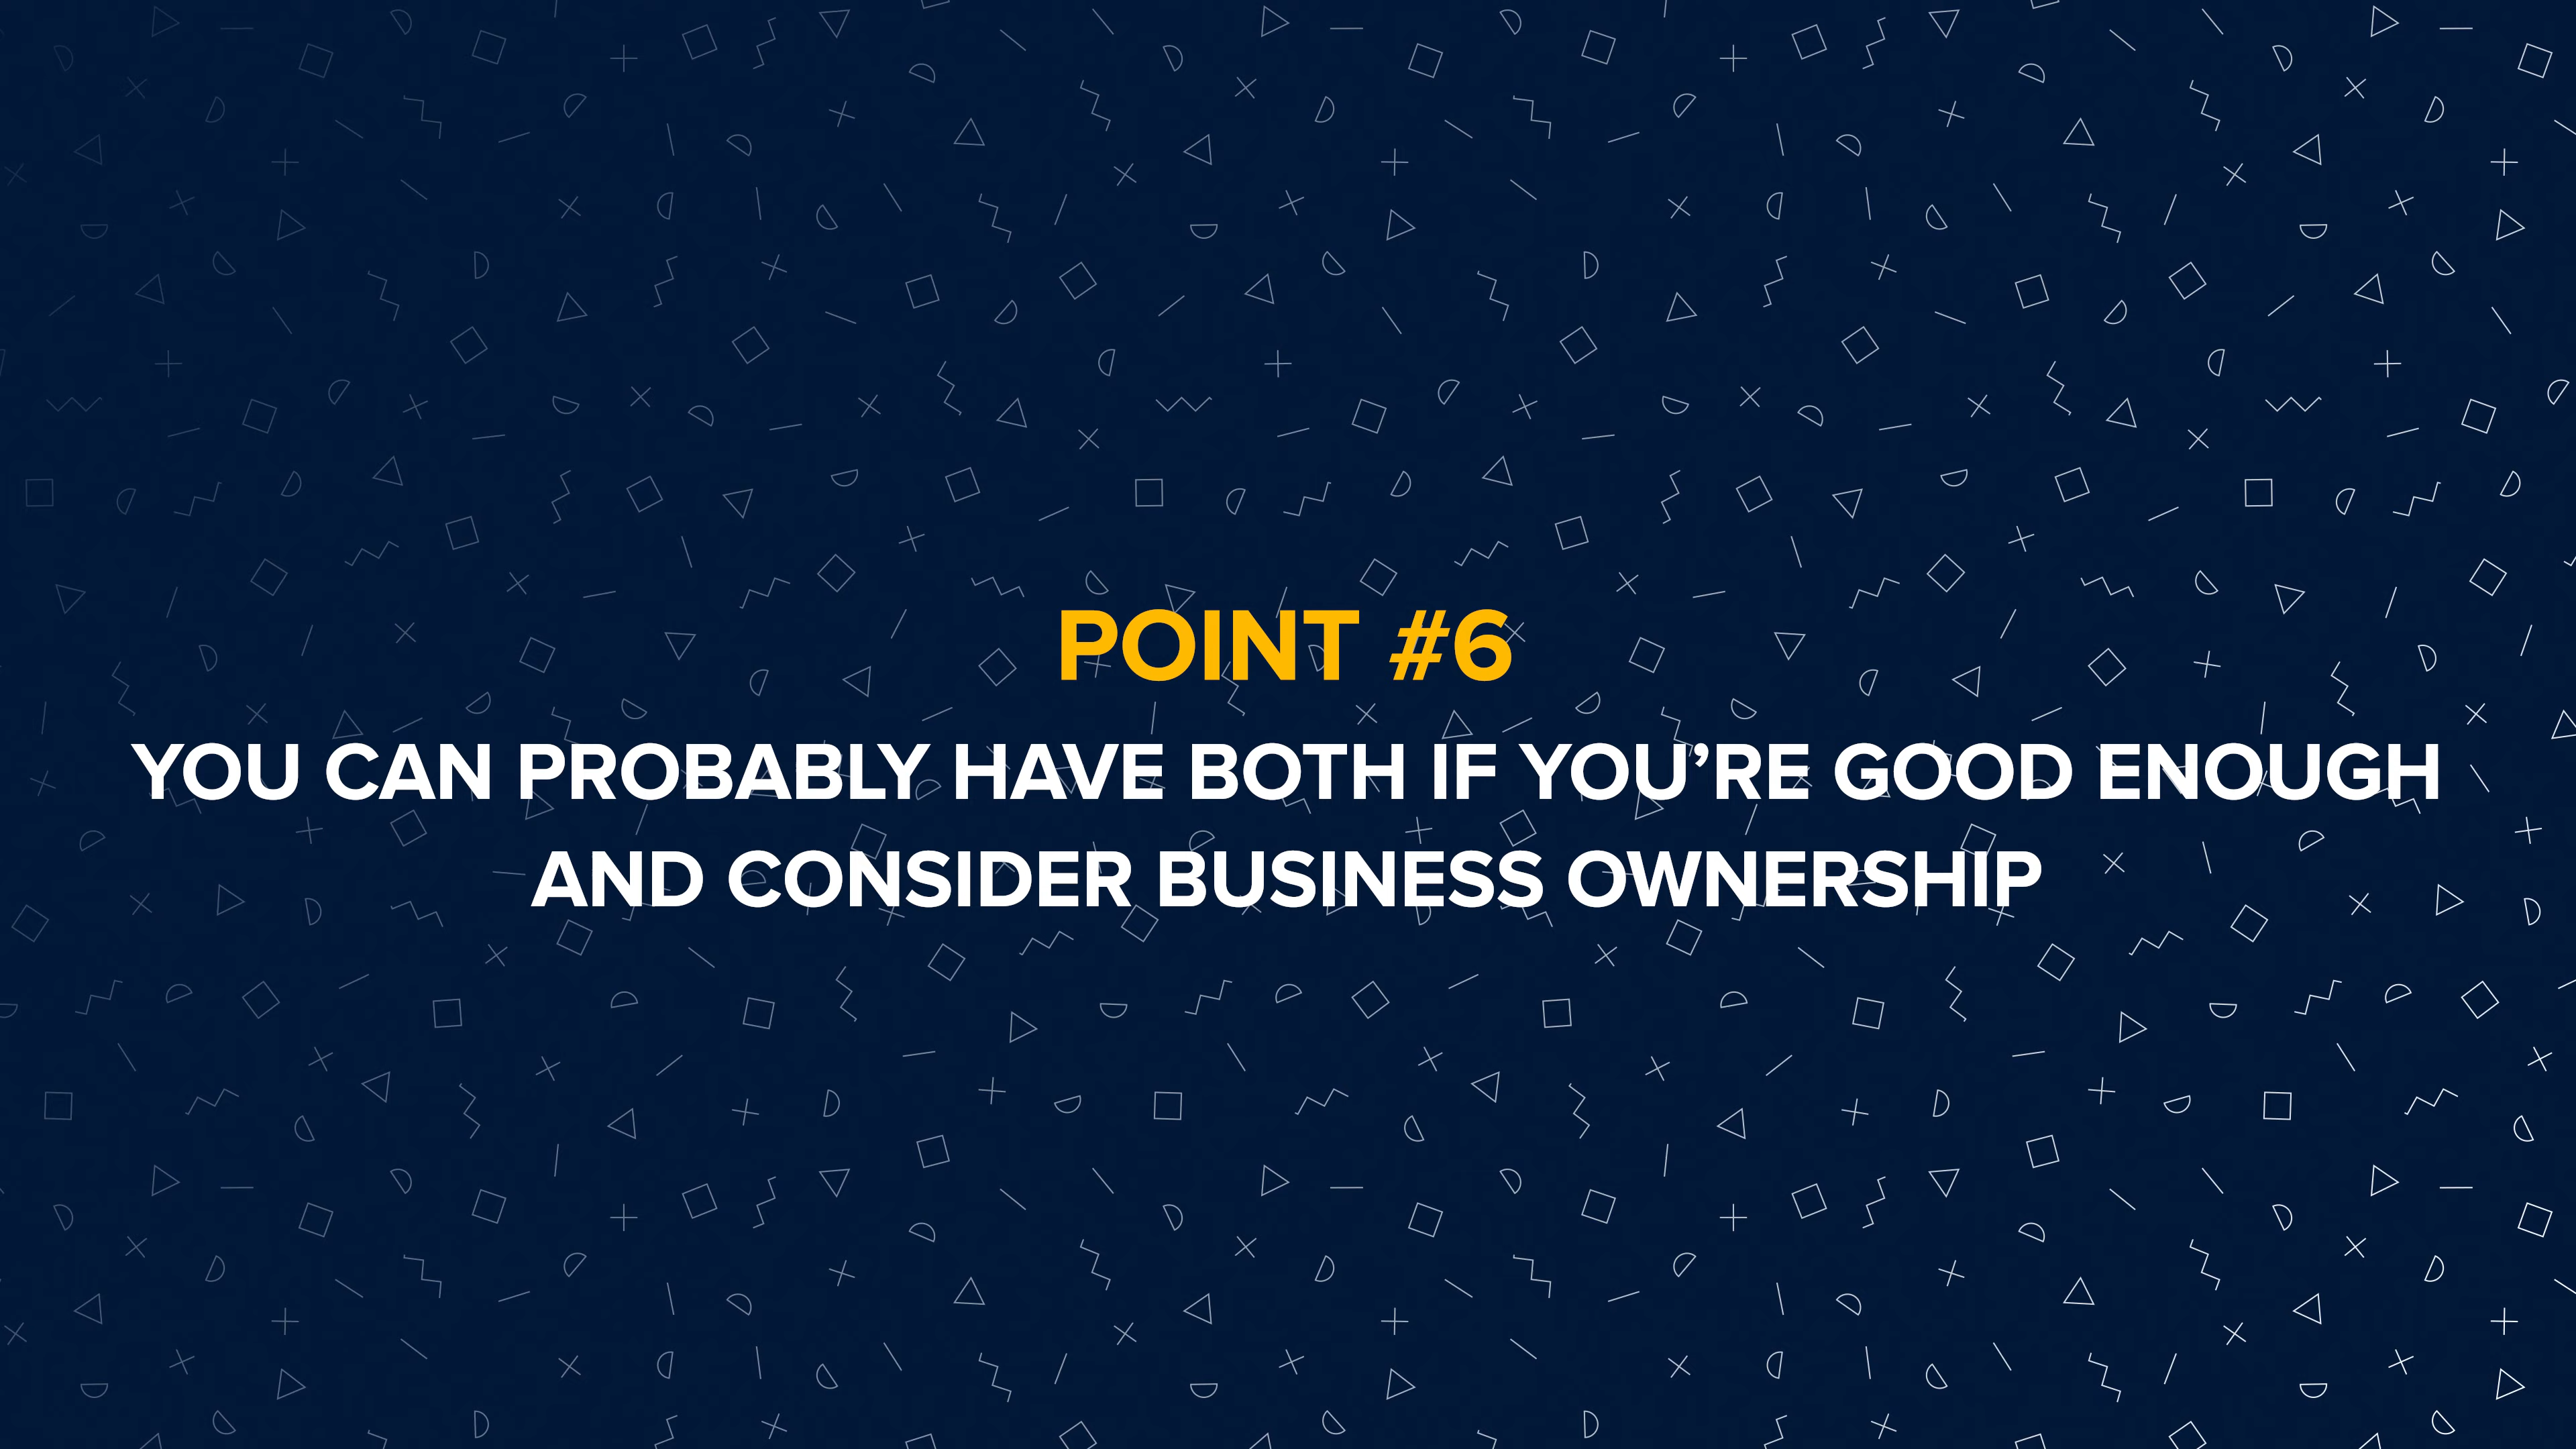 POINT #6
YOU CAN PROBABLY HAVE BOTH IF YOU’RE GOOD ENOUGH
AND CONSIDER BUSINESS OWNERSHIP